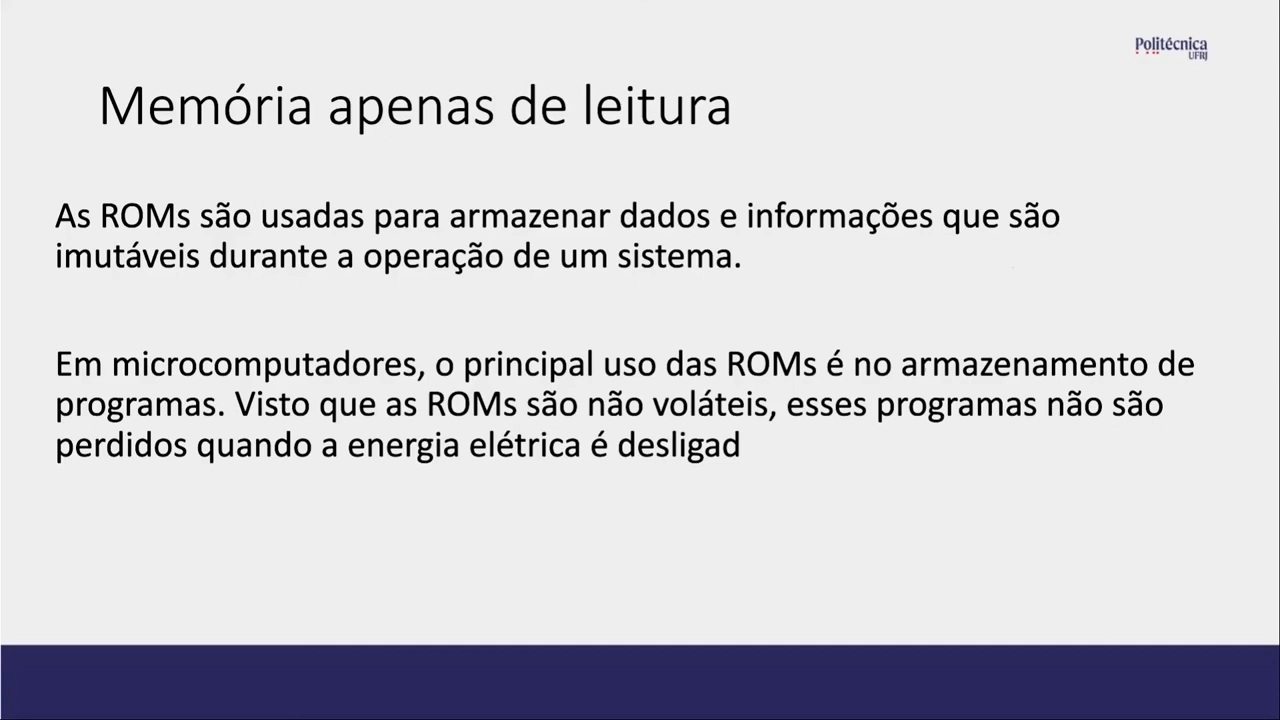 Politécnica
UFRJ
Memória apenas de leitura
As ROMs são usadas para armazenar dados e informações que são
imutáveis durante a operação de um sistema.
Em microcomputadores, o principal uso das ROMs é no armazenamento de
programas. Visto que as ROMs são não voláteis, esses programas não são
perdidos quando a energia elétrica é desligad